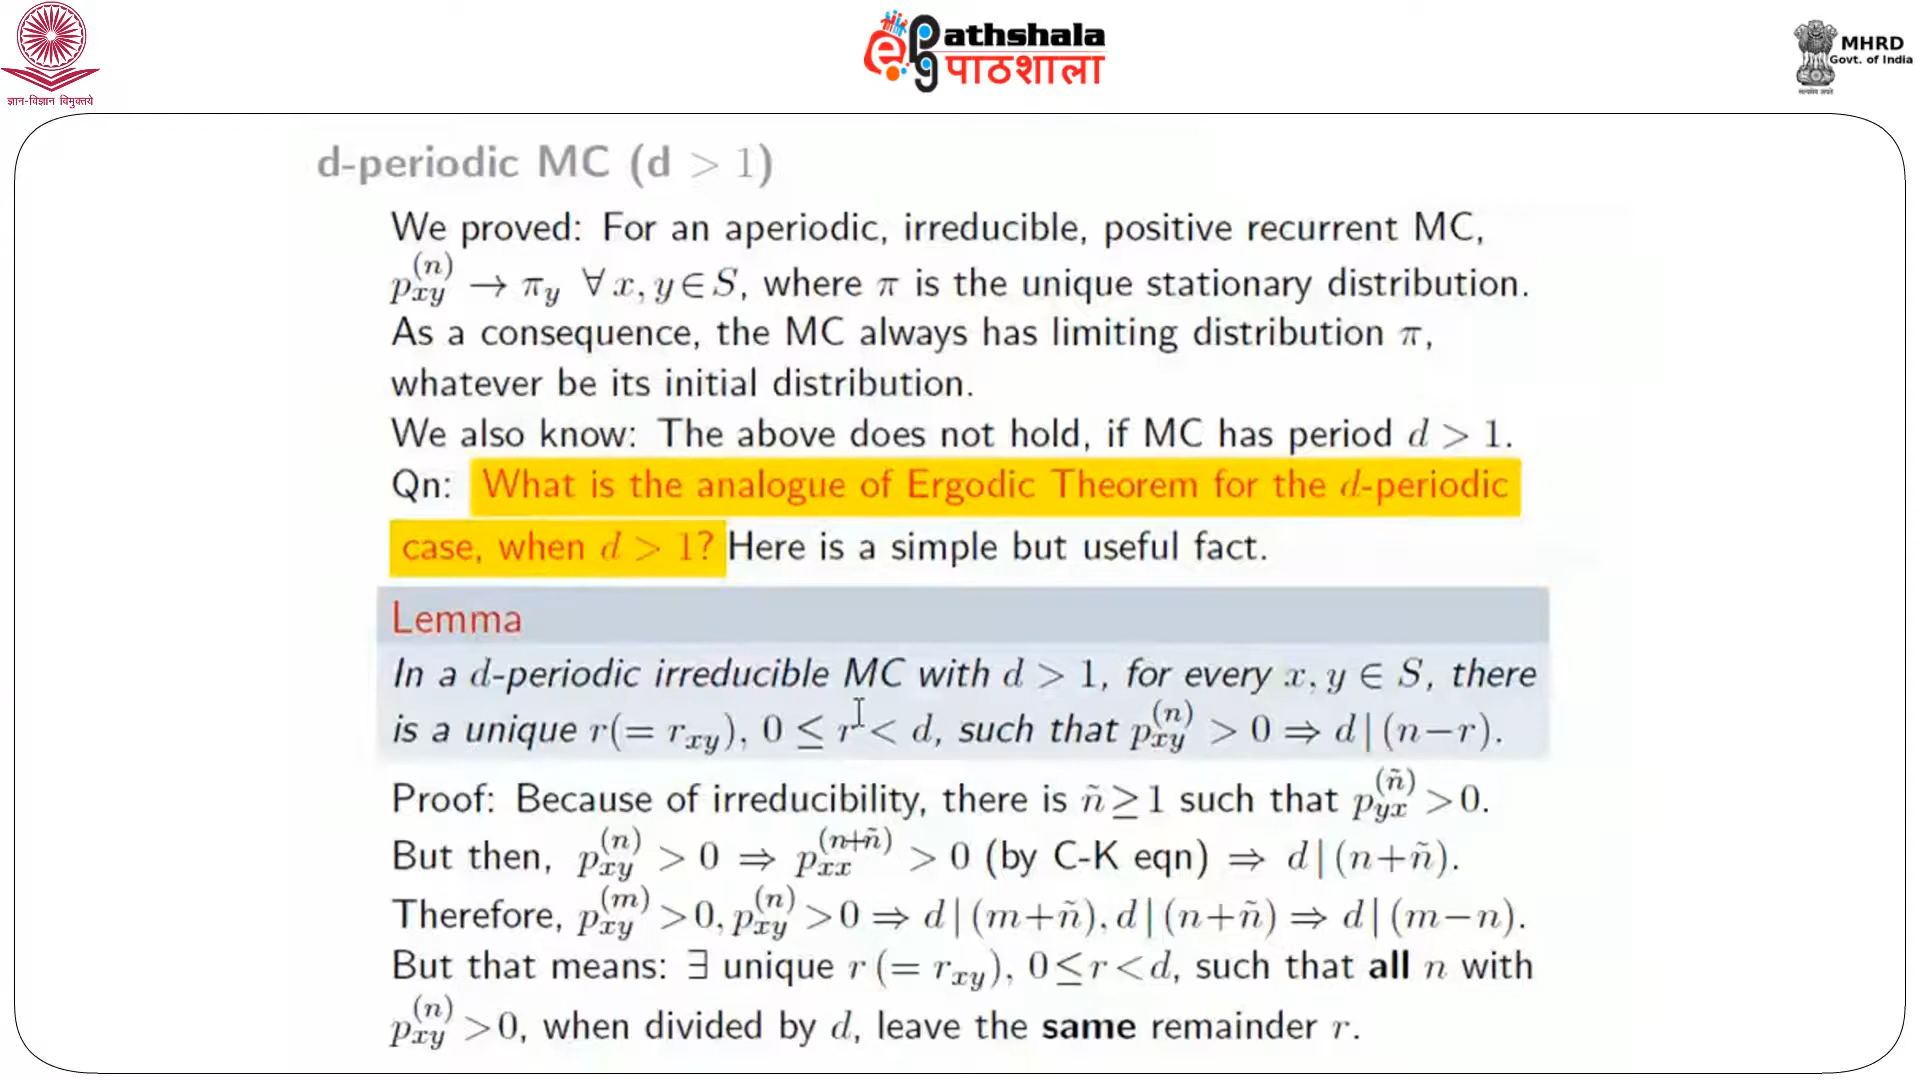 ज्ञान-विज्ञान विमुक्तये
ePathshala
पाठशाला
MHRD
Govt. of India
सत्यमेव जयते
d-periodic MC (d > 1)
We proved: For an aperiodic, irreducible, positive recurrent MC,
p_{xy}^{(n)} → π_y ∀ x, y ∈ S, where π is the unique stationary distribution.
As a consequence, the MC always has limiting distribution π,
whatever be its initial distribution.
We also know: The above does not hold, if MC has period d > 1.
Qn: What is the analogue of Ergodic Theorem for the d-periodic
case, when d > 1? Here is a simple but useful fact.
Lemma
In a d-periodic irreducible MC with d > 1, for every x, y ∈ S, there
is a unique r(= r_{xy}), 0 ≤ r < d, such that p_{xy}^{(n)} > 0 ⇒ d | (n−r).
Proof: Because of irreducibility, there is ñ ≥ 1 such that p_{yx}^{(ñ)} > 0.
But then, p_{xy}^{(n)} > 0 ⇒ p_{xx}^{(n+ñ)} > 0 (by C-K eqn) ⇒ d | (n+ñ).
Therefore, p_{xy}^{(m)} > 0, p_{xy}^{(n)} > 0 ⇒ d | (m+ñ), d | (n+ñ) ⇒ d | (m−n).
But that means: ∃ unique r (= r_{xy}), 0 ≤ r < d, such that all n with
p_{xy}^{(n)} > 0, when divided by d, leave the same remainder r.